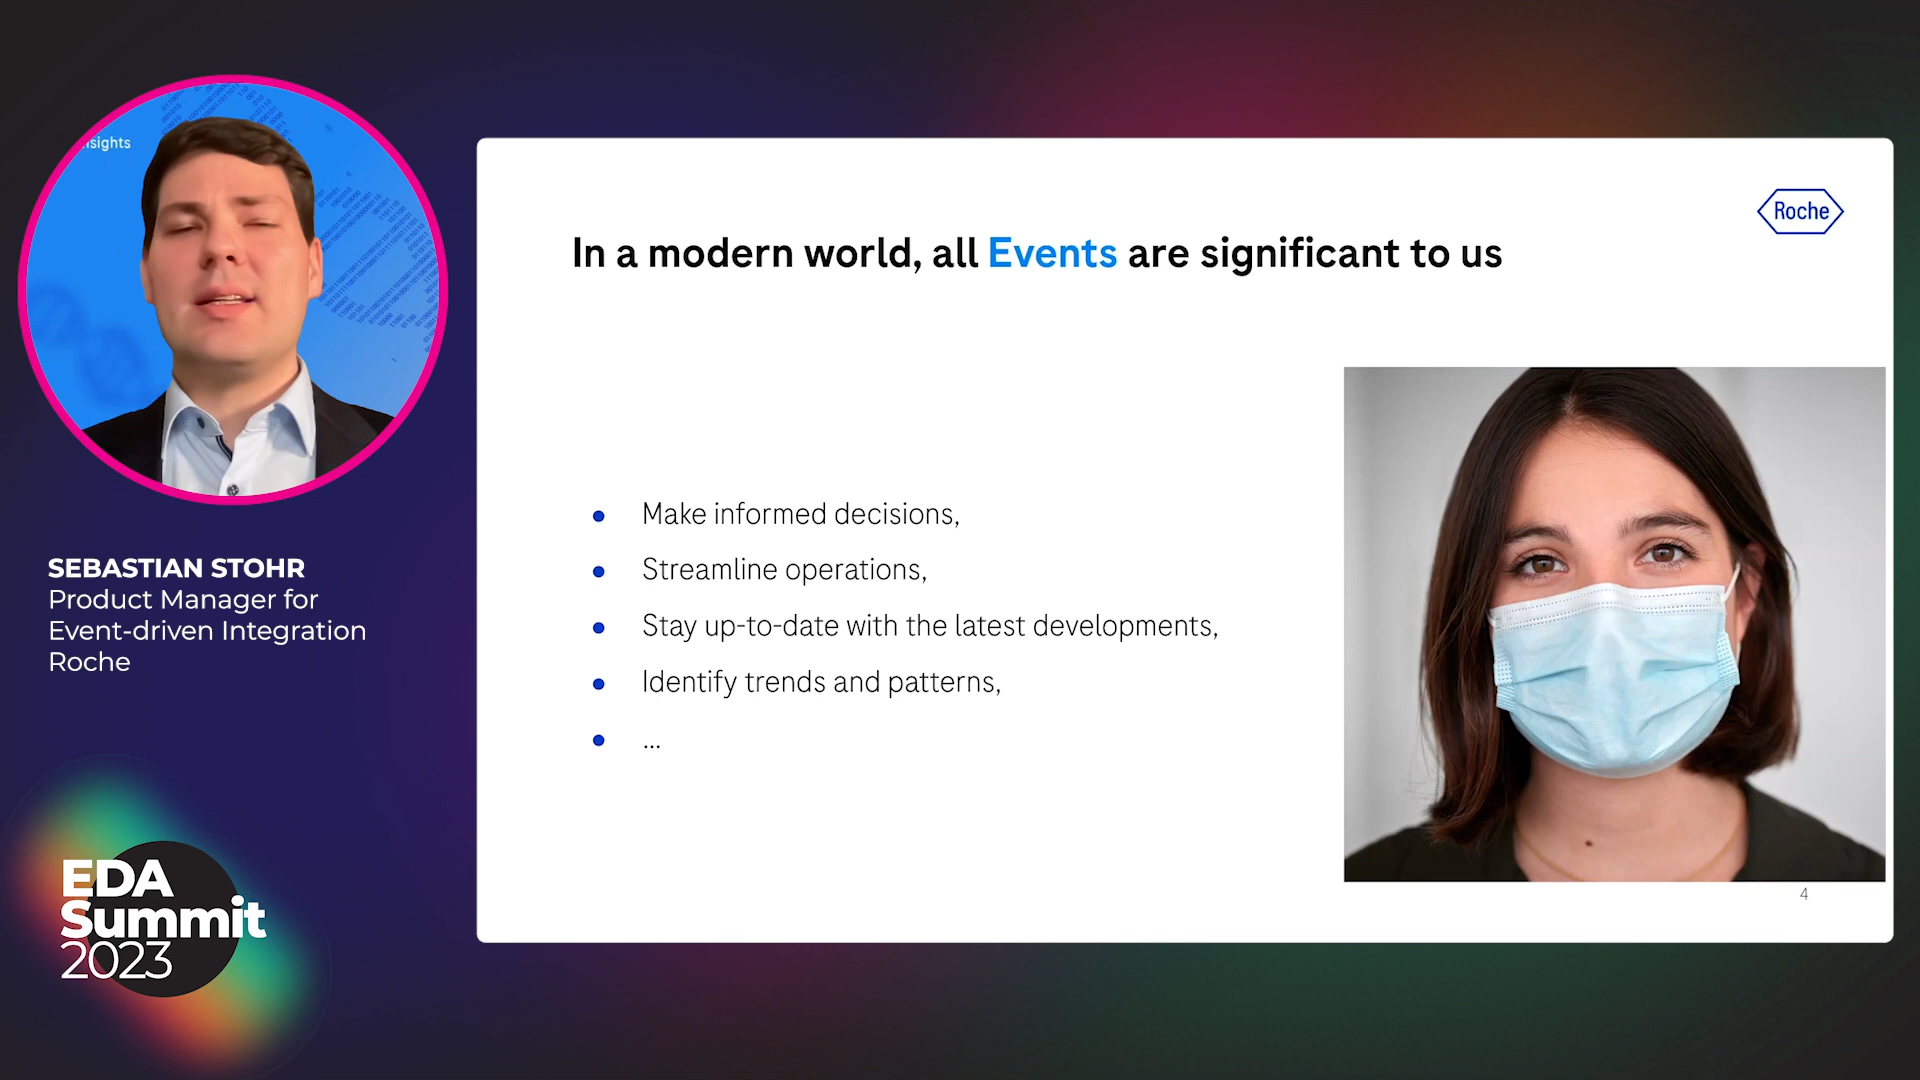 nsights
SEBASTIAN STOHR
Product Manager for
Event-driven Integration
Roche
EDA
Summit
2023
Roche
In a modern world, all Events are significant to us
• Make informed decisions,
• Streamline operations,
• Stay up-to-date with the latest developments,
• Identify trends and patterns,
• ...
4